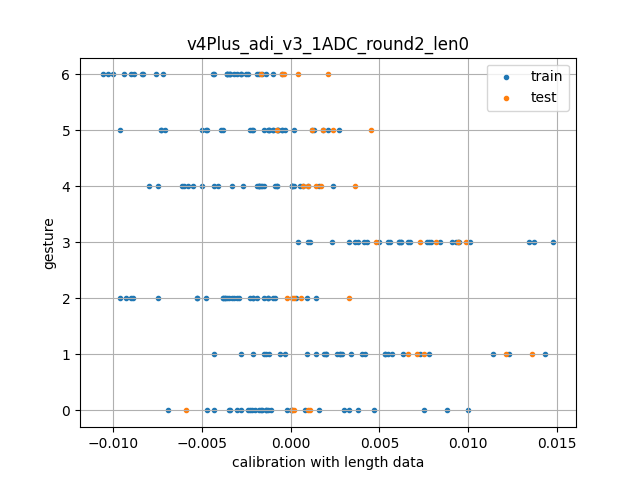 v4Plus_adi_v3_1ADC_round2_len0
train
test
gesture
6
5
4
3
2
1
0
−0.010
−0.005
0.000
0.005
0.010
0.015
calibration with length data